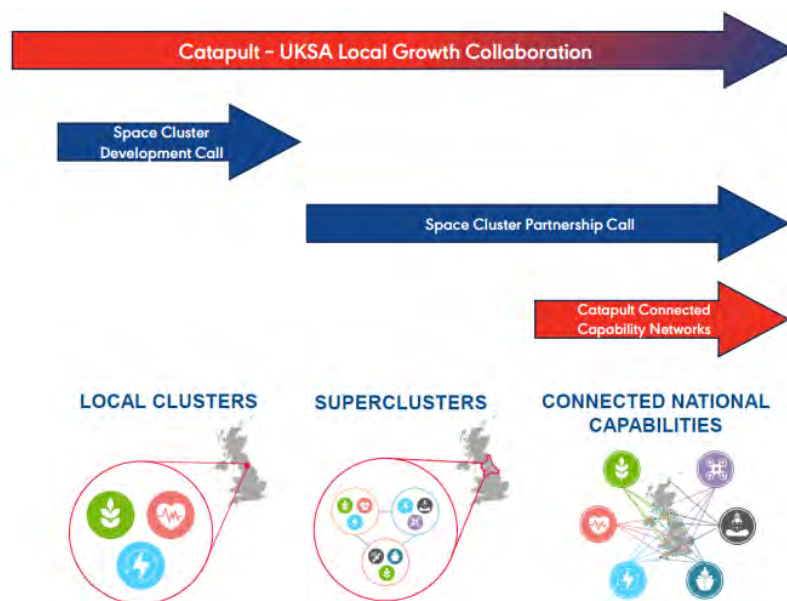 Catapult – UKSA Local Growth Collaboration
Space Cluster
Development Call
Space Cluster Partnership Call
Catapult Connected
Capability Networks
LOCAL CLUSTERS
SUPERCLUSTERS
CONNECTED NATIONAL
CAPABILITIES